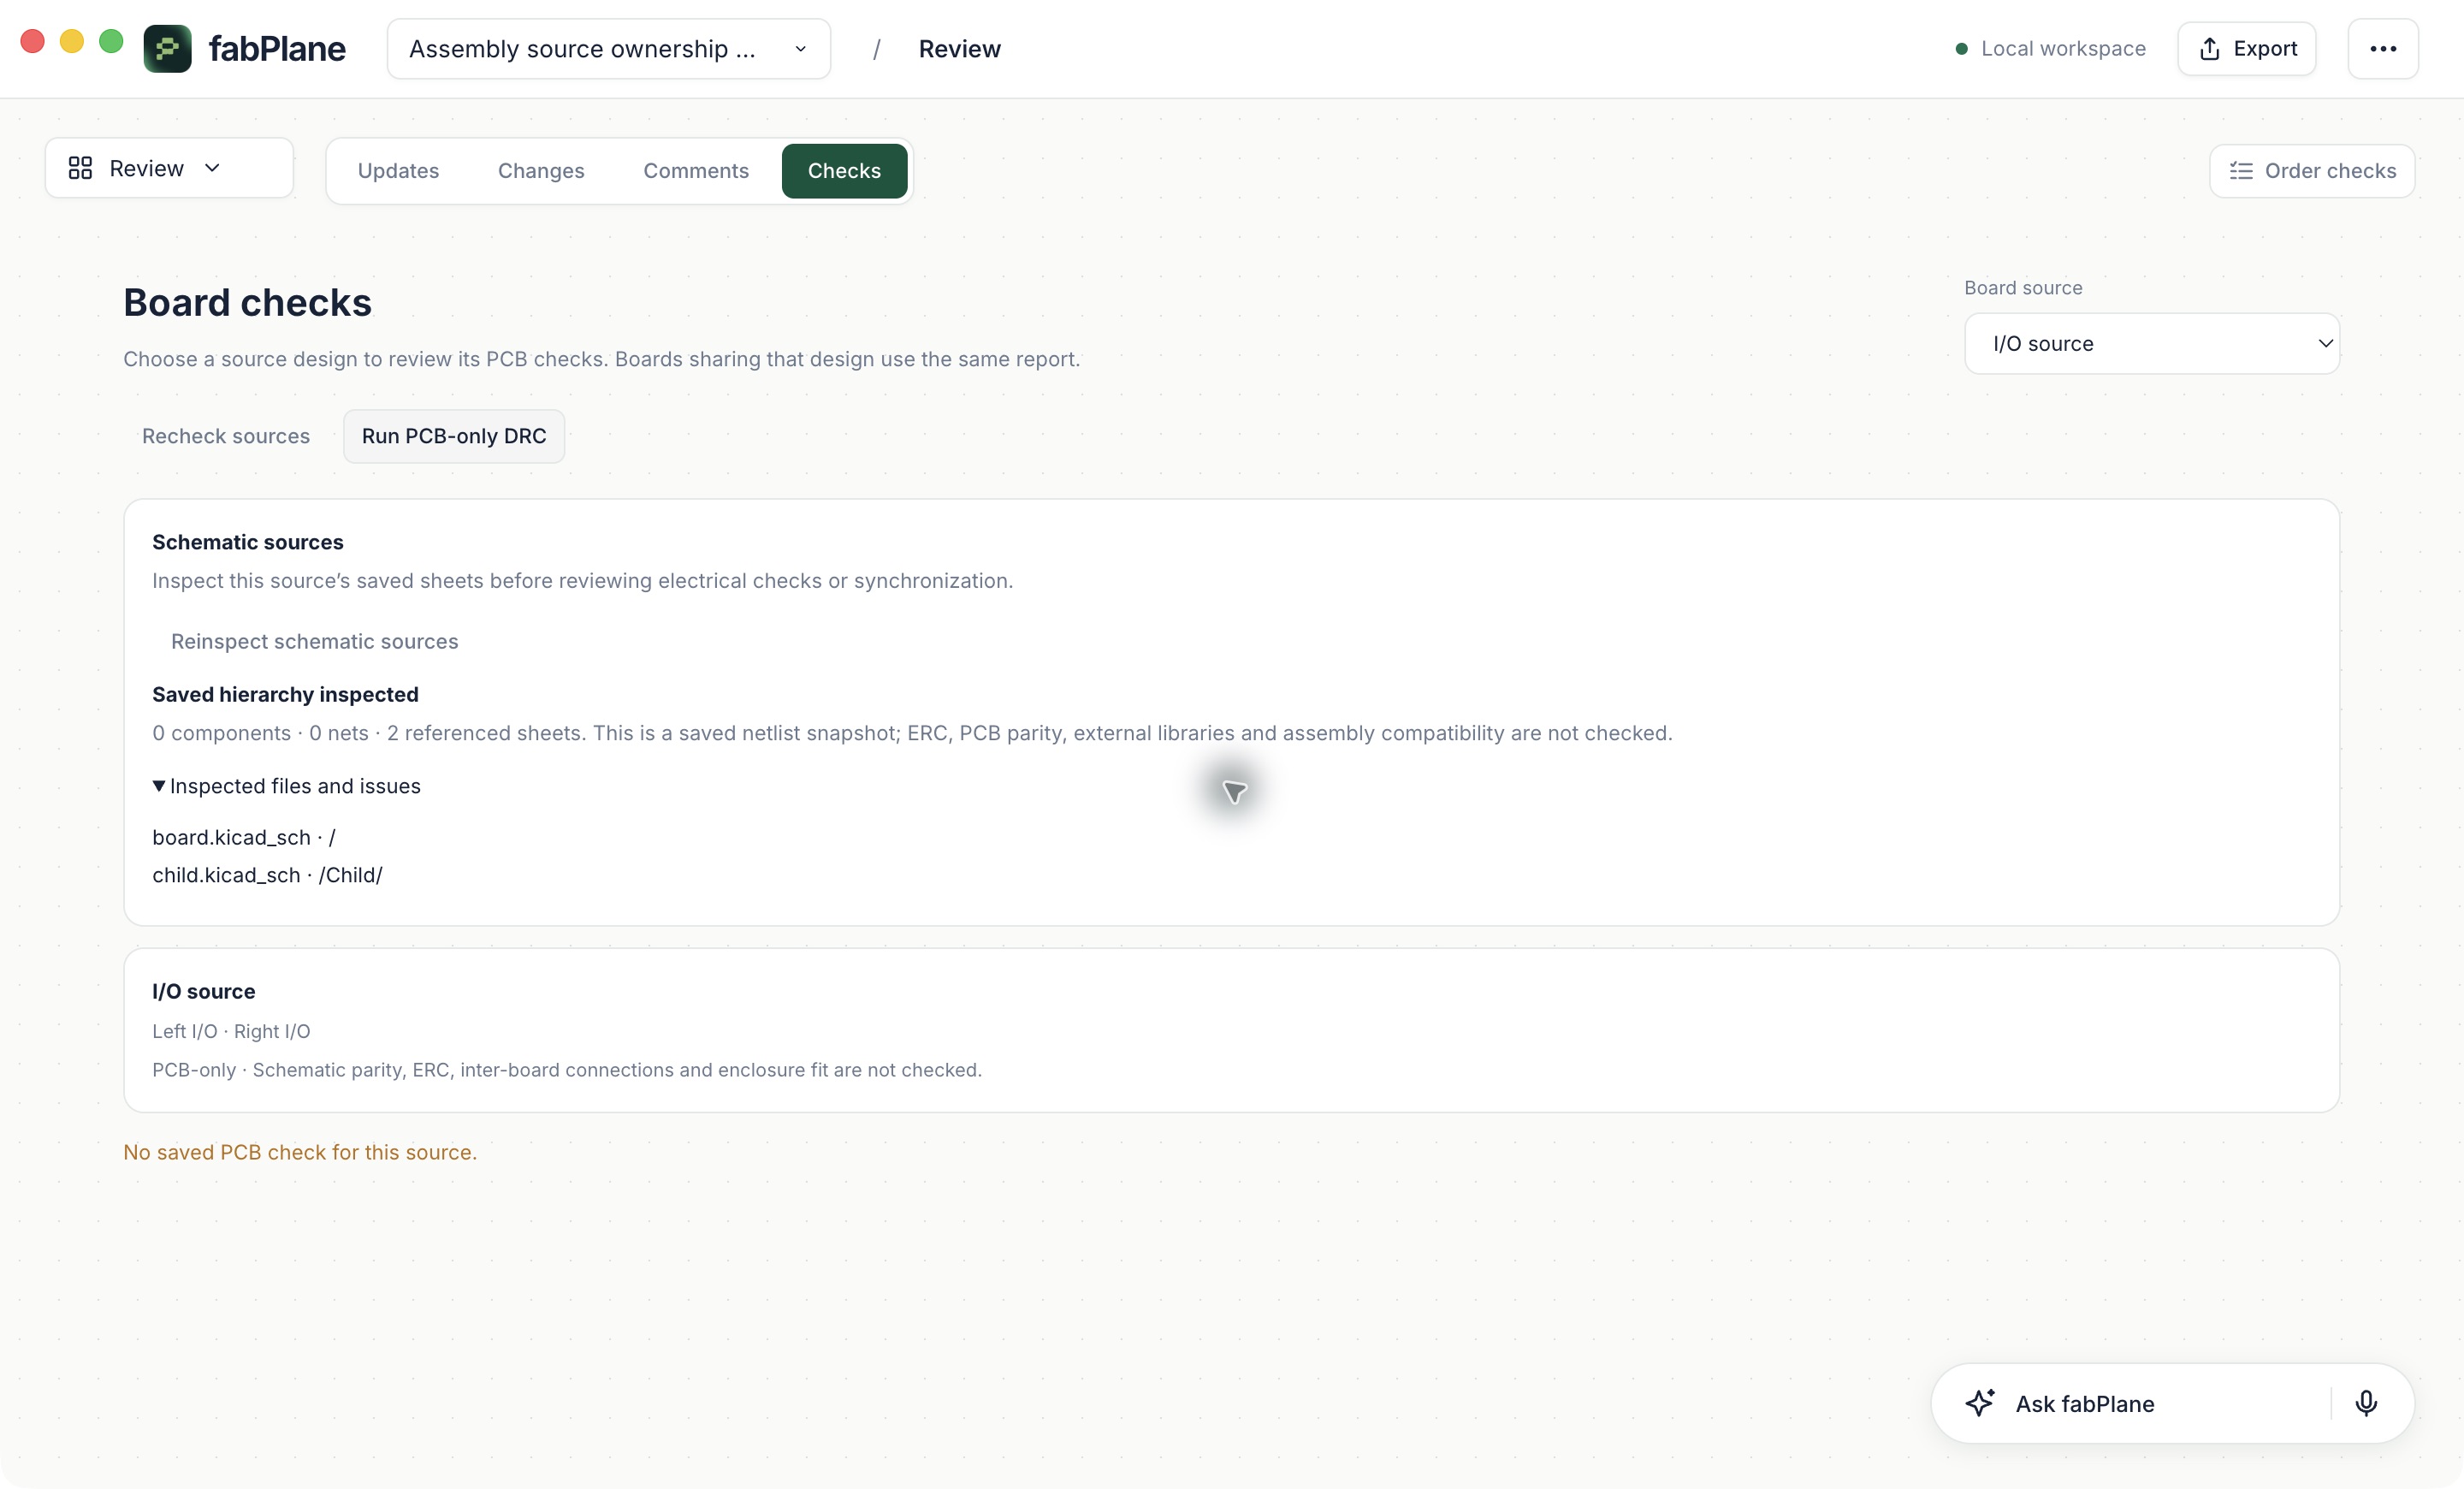 fabPlane
Assembly source ownership ...
/
Review
Local workspace
Export
Review
Updates
Changes
Comments
Checks
Order checks
Board checks
Choose a source design to review its PCB checks. Boards sharing that design use the same report.
Board source
I/O source
Recheck sources
Run PCB-only DRC
Schematic sources
Inspect this source’s saved sheets before reviewing electrical checks or synchronization.
Reinspect schematic sources
Saved hierarchy inspected
0 components · 0 nets · 2 referenced sheets. This is a saved netlist snapshot; ERC, PCB parity, external libraries and assembly compatibility are not checked.
Inspected files and issues
board.kicad_sch · /
child.kicad_sch · /Child/
I/O source
Left I/O · Right I/O
PCB-only · Schematic parity, ERC, inter-board connections and enclosure fit are not checked.
No saved PCB check for this source.
Ask fabPlane